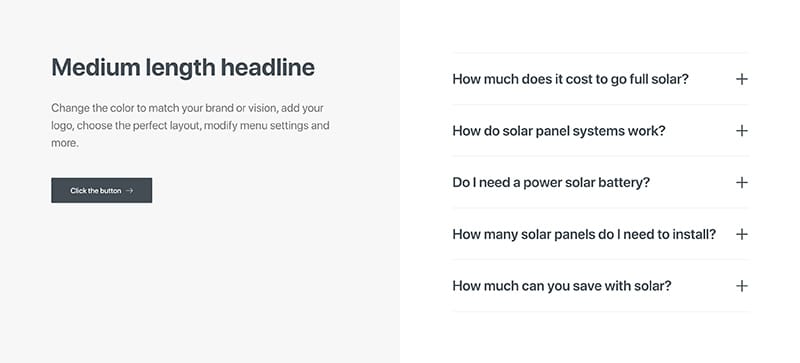 Medium length headline
Change the color to match your brand or vision, add your
logo, choose the perfect layout, modify menu settings and
more.
Click the button →
How much does it cost to go full solar?
How do solar panel systems work?
Do I need a power solar battery?
How many solar panels do I need to install?
How much can you save with solar?